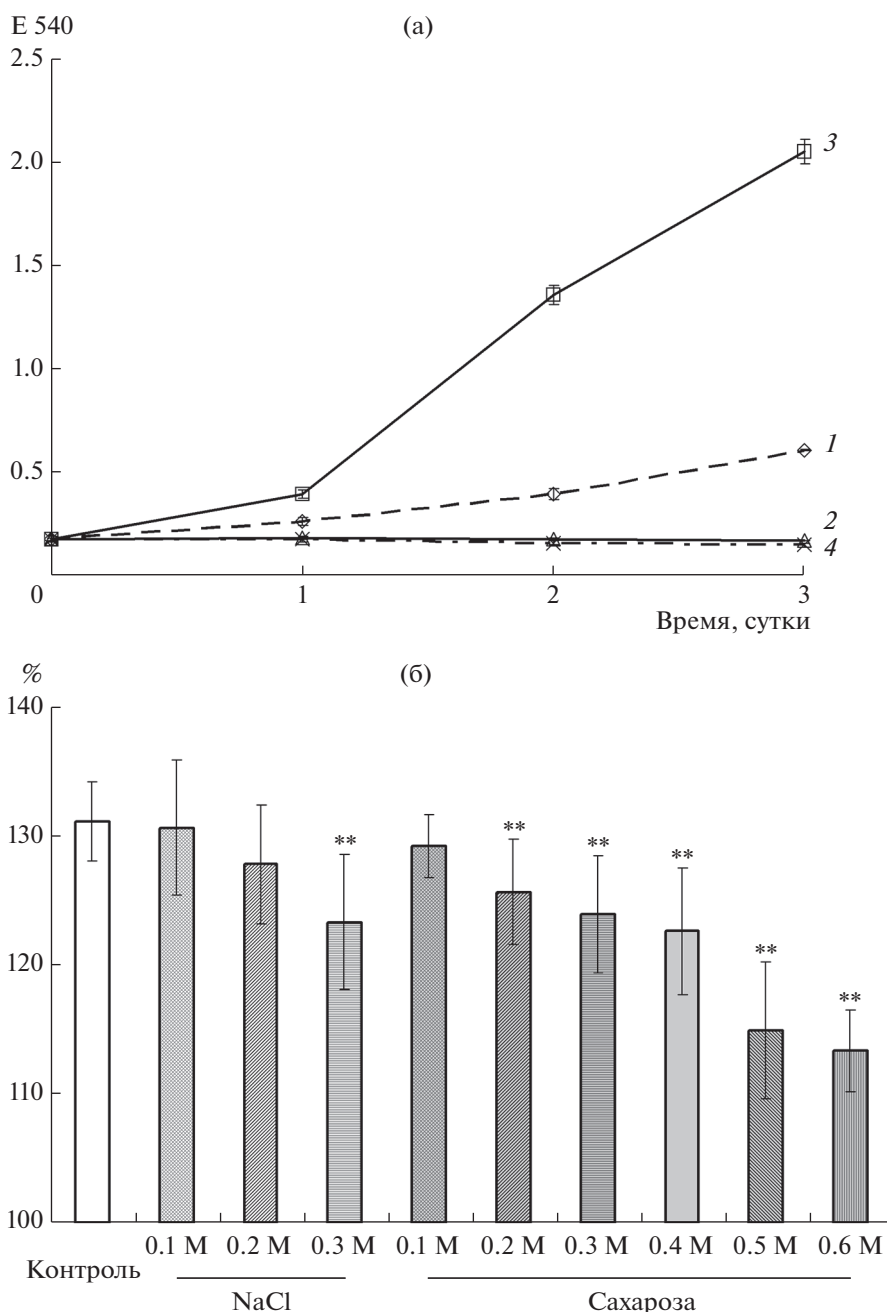 E 540
(а)
2.5
2.0
1.5
1.0
0.5
3
1
2
4
0 1 2 3
Время, сутки
%
(б)
140
130
120
110
100
** ** ** ** ** **
0.1 М 0.2 М 0.3 М 0.1 М 0.2 М 0.3 М 0.4 М 0.5 М 0.6 М
Контроль
NaCl Сахароза